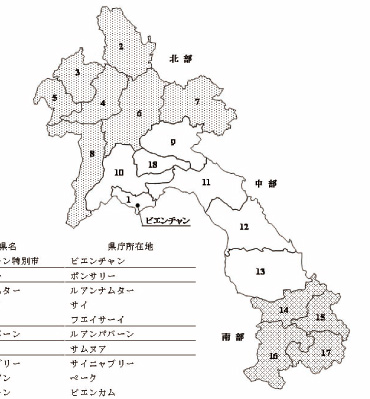 2
北部
3
4
5
6
7
8
9
10
18
11
中部
1
ビエンチャン
12
13
14
15
南部
16
17
県名 県庁所在地
ン特別市 ビエンチャン
ポンサリー
ムター ルアンナムター
サイ
フエイサーイ
バーン ルアンパバーン
サムヌア
ブリー サイニャブリー
ペーク
ーン ビエンカム